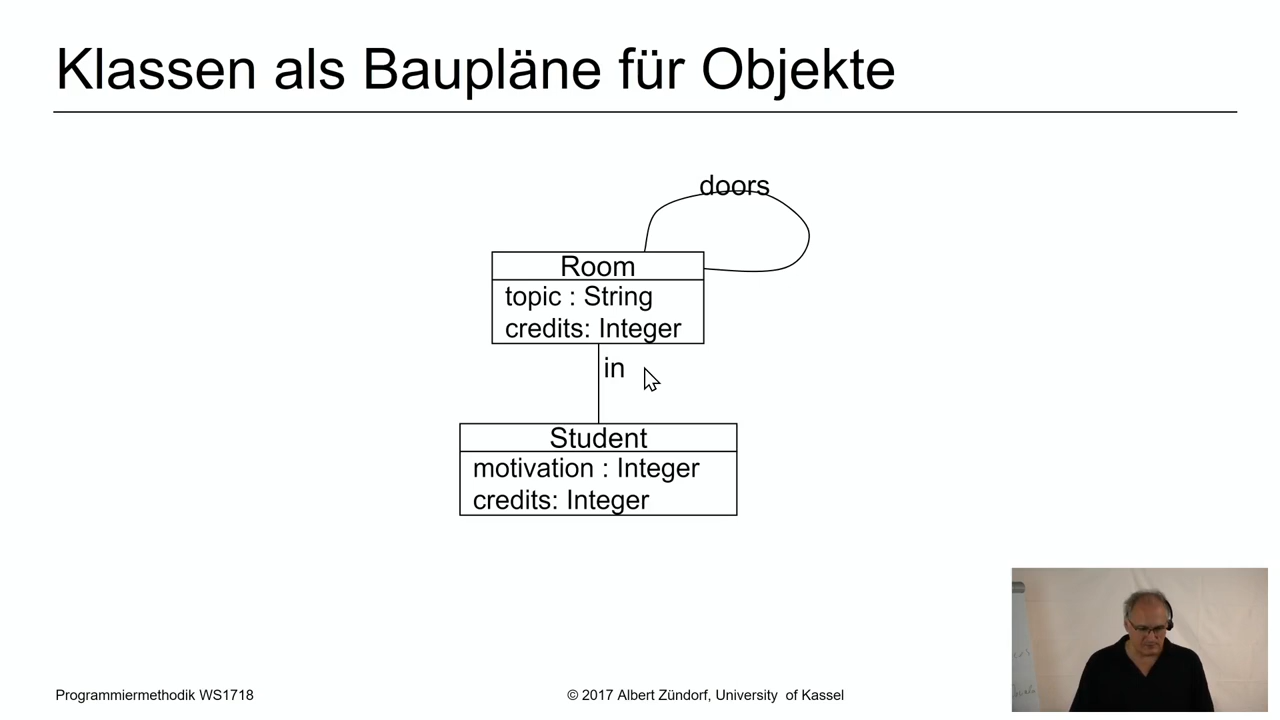 Klassen als Baupläne für Objekte
doors
Room
topic : String
credits: Integer
in
Student
motivation : Integer
credits: Integer
Programmiermethodik WS1718
© 2017 Albert Zündorf, University of Kassel